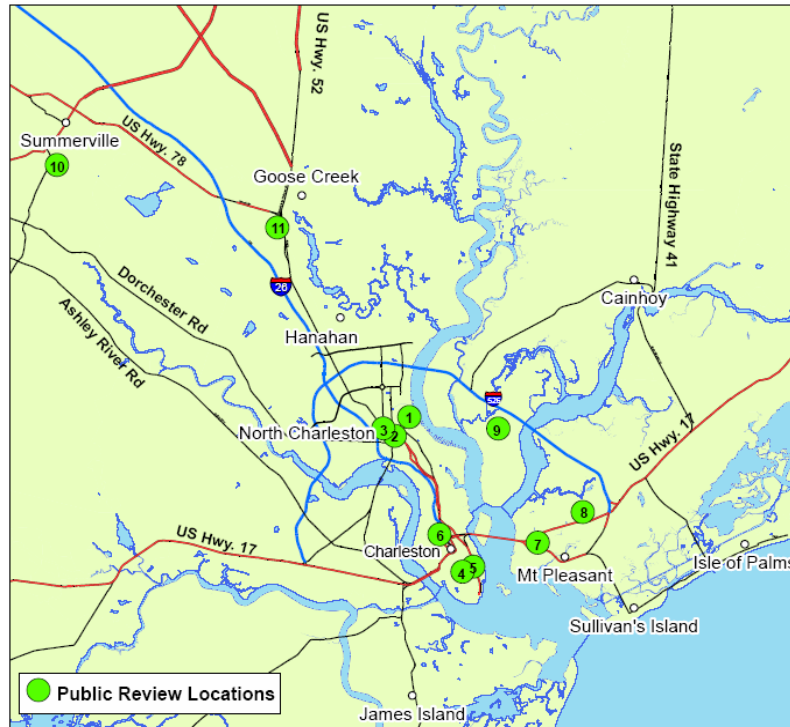 US Hwy. 52
Summerville
US Hwy. 78
10
Goose Creek
State Highway 41
11
Dorchester Rd
26
Cainhoy
Ashley River Rd
Hanahan
526
US Hwy. 17
1
North Charleston
3
2
9
8
US Hwy. 17
6
7
Charleston
Mt Pleasant
Isle of Palms
4
5
Sullivan's Island
Public Review Locations
James Island